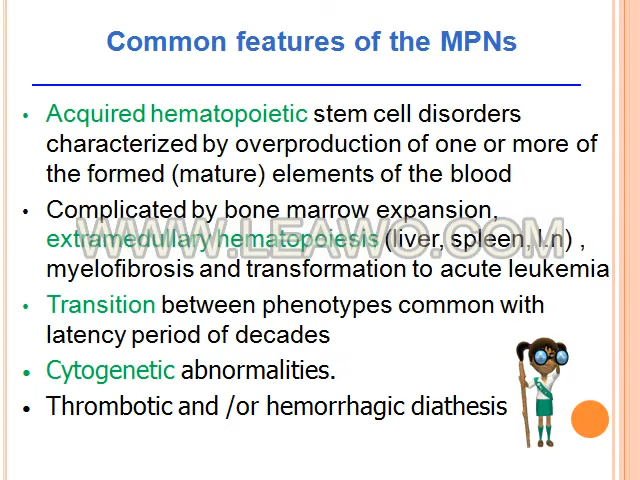 Common features of the MPNs
• Acquired hematopoietic stem cell disorders
characterized by overproduction of one or more of
the formed (mature) elements of the blood
• Complicated by bone marrow expansion,
WWW.LEAWO.COM
extramedullary hematopoiesis (liver, spleen, l.n) ,
myelofibrosis and transformation to acute leukemia
• Transition between phenotypes common with
latency period of decades
• Cytogenetic abnormalities.
• Thrombotic and /or hemorrhagic diathesis